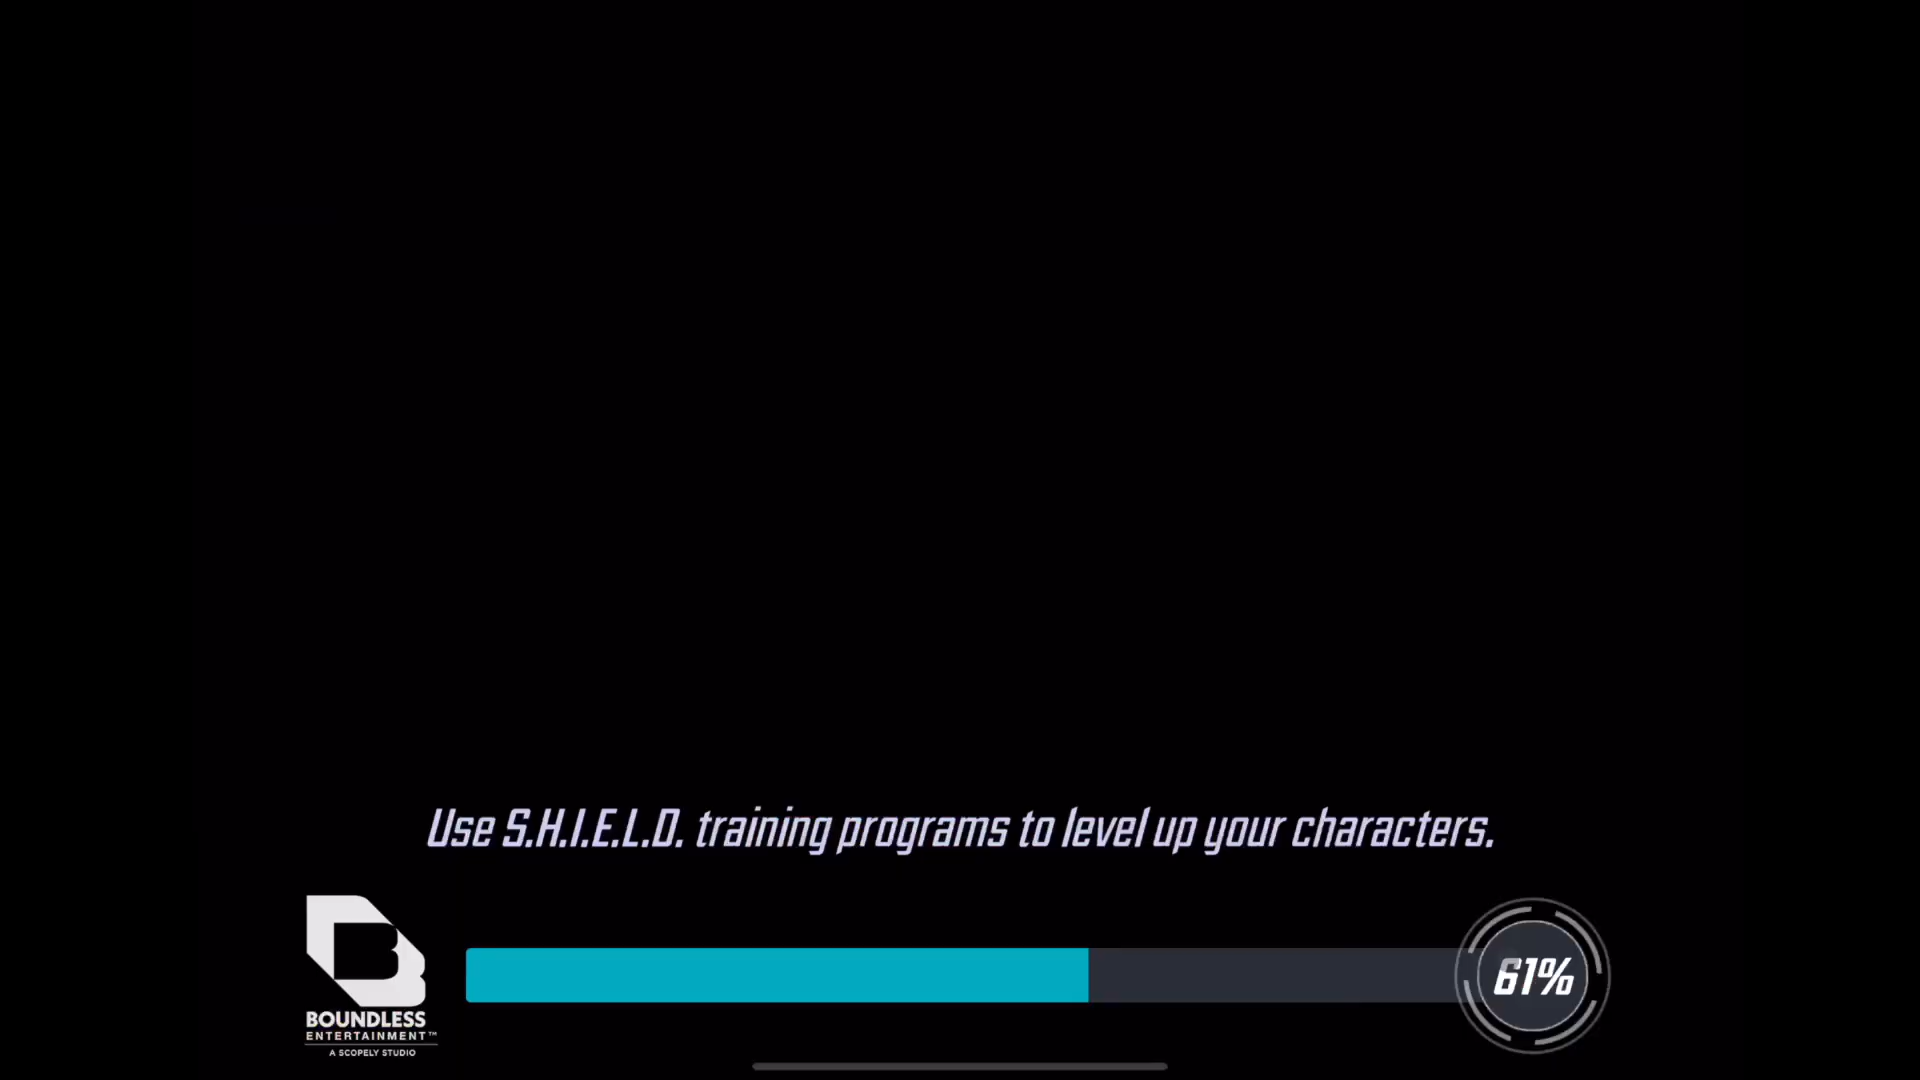 Use S.H.I.E.L.D. training programs to level up your characters.
61%
BOUNDLESS
ENTERTAINMENT™
A SCOPELY STUDIO